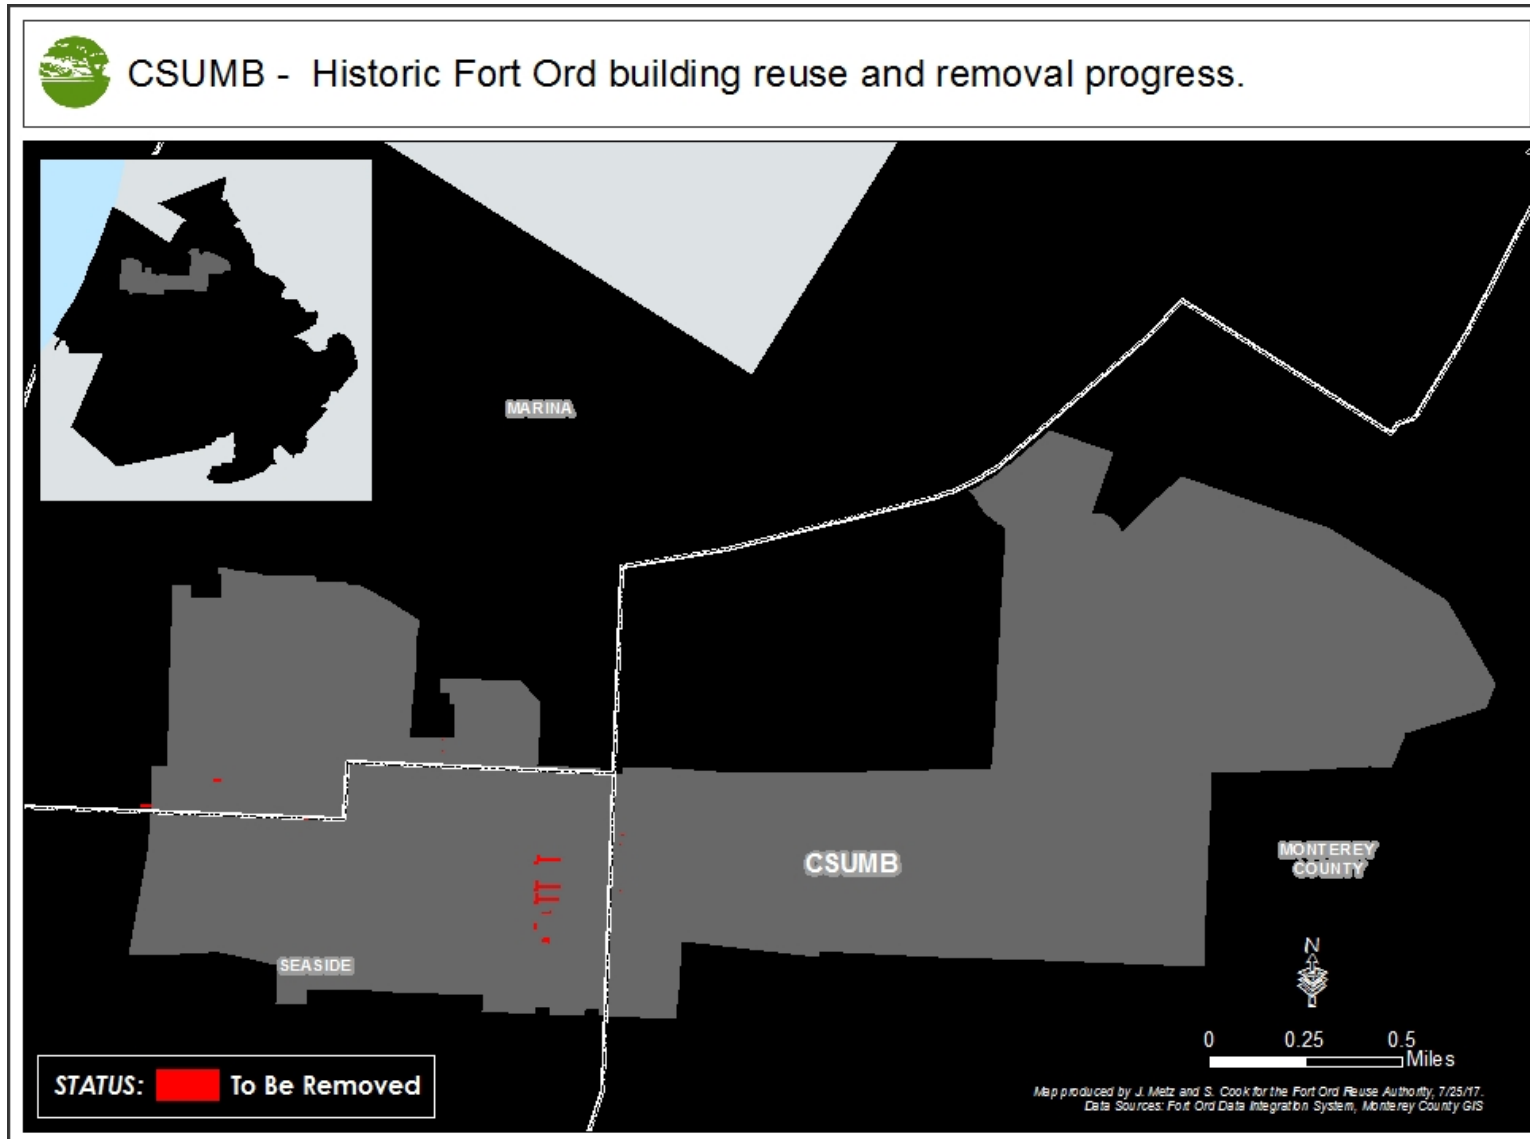 CSUMB - Historic Fort Ord building reuse and removal progress.
MARINA
CSUMB
MONTEREY
COUNTY
SEASIDE
N
0 0.25 0.5
Miles
STATUS: To Be Removed
Map produced by J. Metz and S. Cook for the Fort Ord Reuse Authority, 7/25/17.
Data Sources: Fort Ord Data Integration System, Monterey County GIS